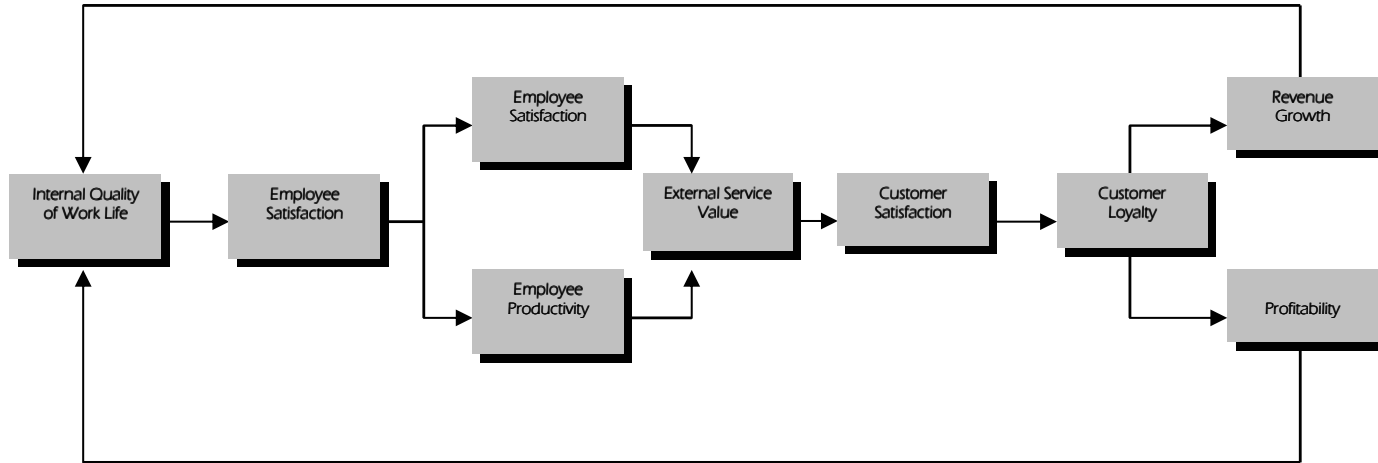 Employee
Satisfaction
Revenue
Growth
Internal Quality
of Work Life
Employee
Satisfaction
External Service
Value
Customer
Satisfaction
Customer
Loyalty
Employee
Productivity
Profitability